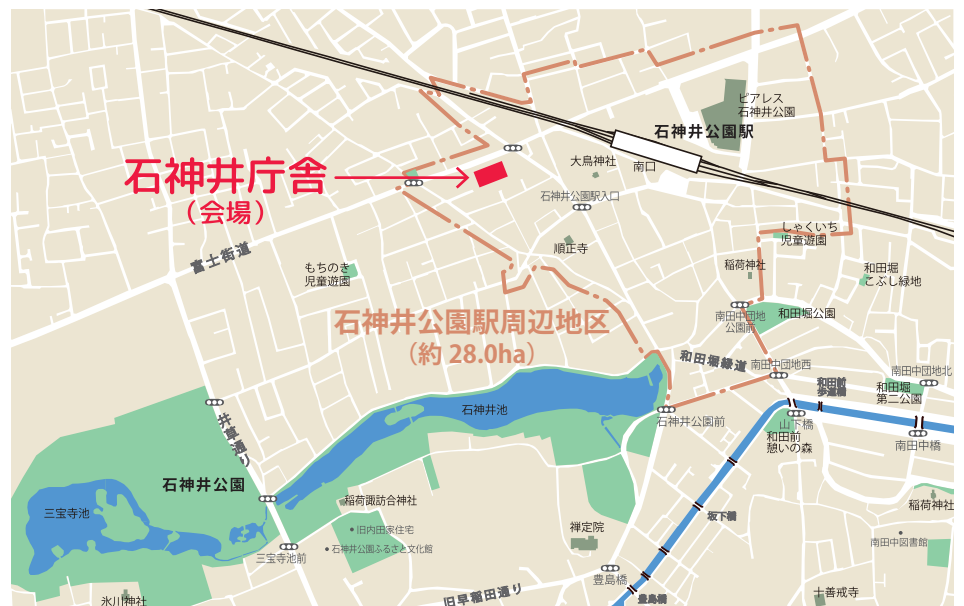 ピアレス
石神井公園
石神井公園駅
大鳥神社
南口
石神井庁舎
(会場)
石神井公園駅入口
しゃくいち
児童遊園
順正寺
富士街道
もちのき
児童遊園
稲荷神社
和田堀
こぶし緑地
石神井公園駅周辺地区
(約 28.0ha)
南田中団地
公園前
和田堀公園
和田堀緑道
南田中団地西
南田中団地北
和田前
歩道橋
和田堀
第二公園
石神井池
石神井公園前
山下橋
井草通り
和田前
憩いの森
南田中橋
石神井公園
稲荷諏訪合神社
三宝寺池
稲荷神社
坂下橋
旧内田家住宅
禅定院
南田中図書館
石神井公園ふるさと文化館
三宝寺池前
豊島橋
十善戒寺
旧早稲田通り
豊島橋
氷川神社